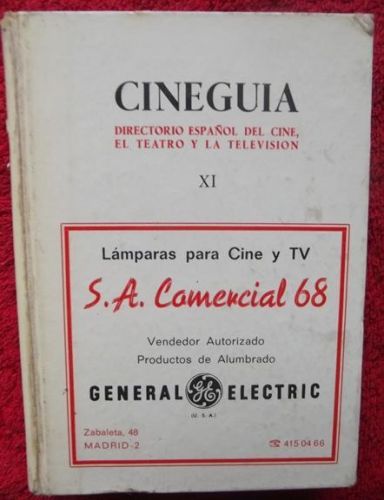 CINEGUIA
DIRECTORIO ESPAÑOL DEL CINE,
EL TEATRO Y LA TELEVISION
XI
Lámparas para Cine y TV
S.A. Comercial 68
Vendedor Autorizado
Productos de Alumbrado
GENERAL GE ELECTRIC
(U.S.A.)
Zabaleta, 48
MADRID-2 ☎ 415 04 66